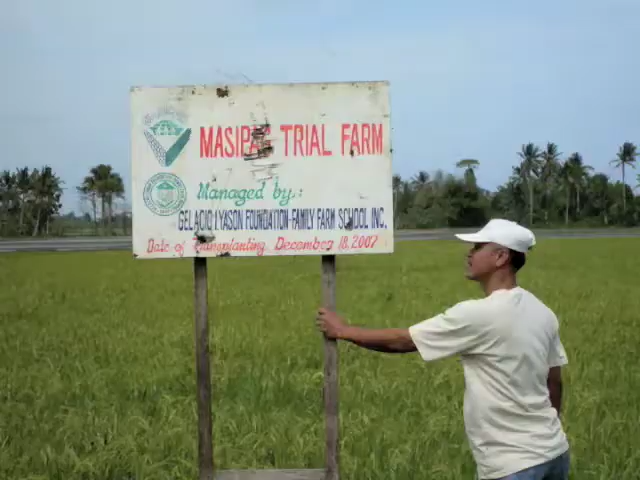 MASIPAG TRIAL FARM
Managed by:
GELACIO I.YASON FOUNDATION-FAMILY FARM SCHOOL INC.
Date of Transplanting, December 18, 2007